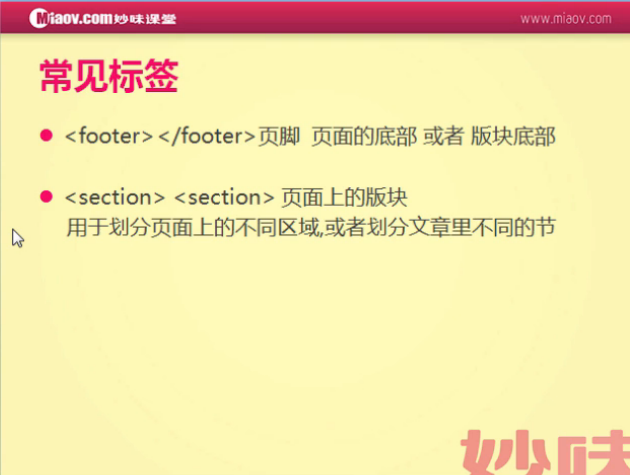 Miaov.com妙味课堂
www.miaov.com
常见标签
<footer></footer>页脚 页面的底部 或者 版块底部
<section> <section> 页面上的版块
用于划分页面上的不同区域,或者划分文章里不同的节
妙味